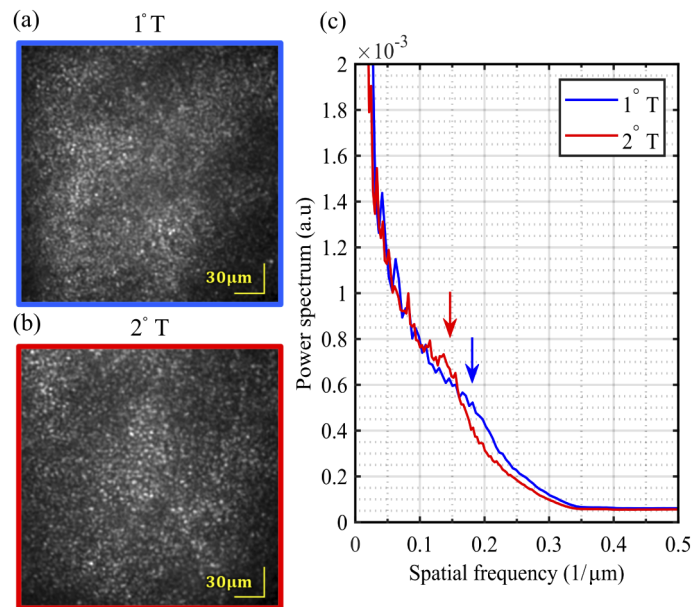 (a)
1° T
30μm
(b)
2° T
30μm
(c)
×10⁻³
2
1.8
1.6
1.4
1.2
1
0.8
0.6
0.4
0.2
0
Power spectrum (a.u)
1° T
2° T
0 0.1 0.2 0.3 0.4 0.5
Spatial frequency (1/μm)